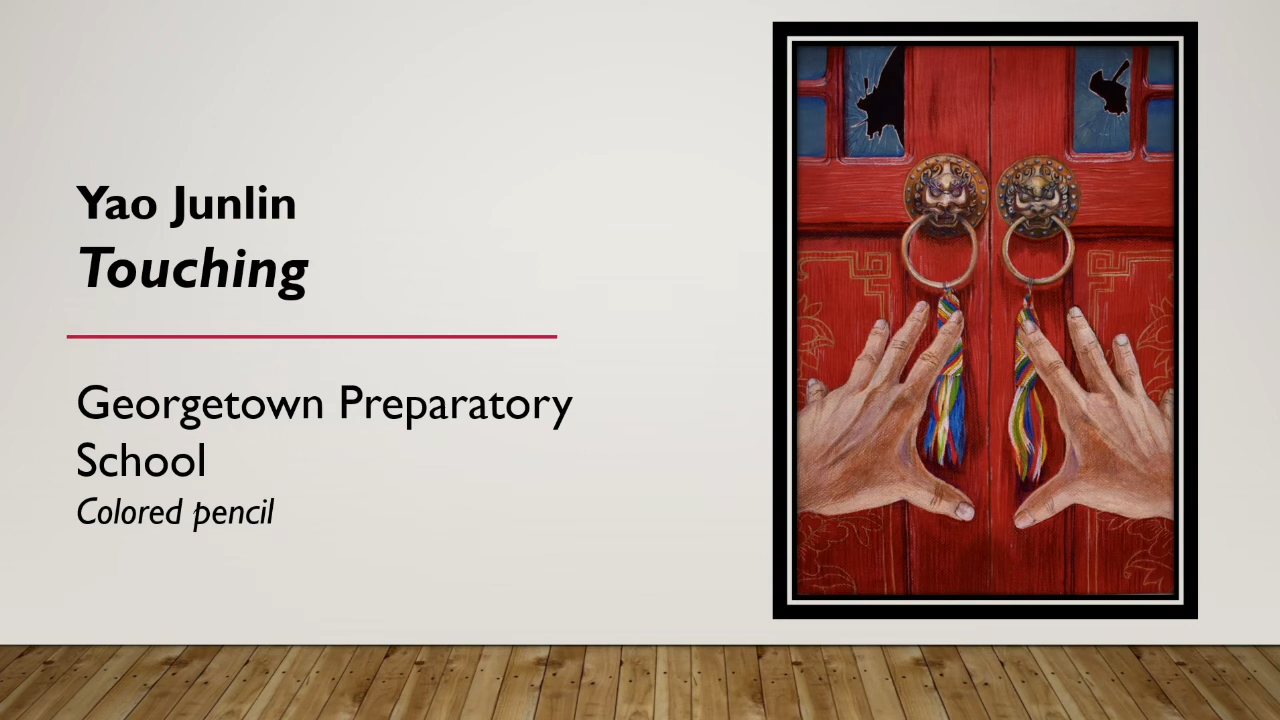 Yao Junlin
Touching
Georgetown Preparatory
School
Colored pencil